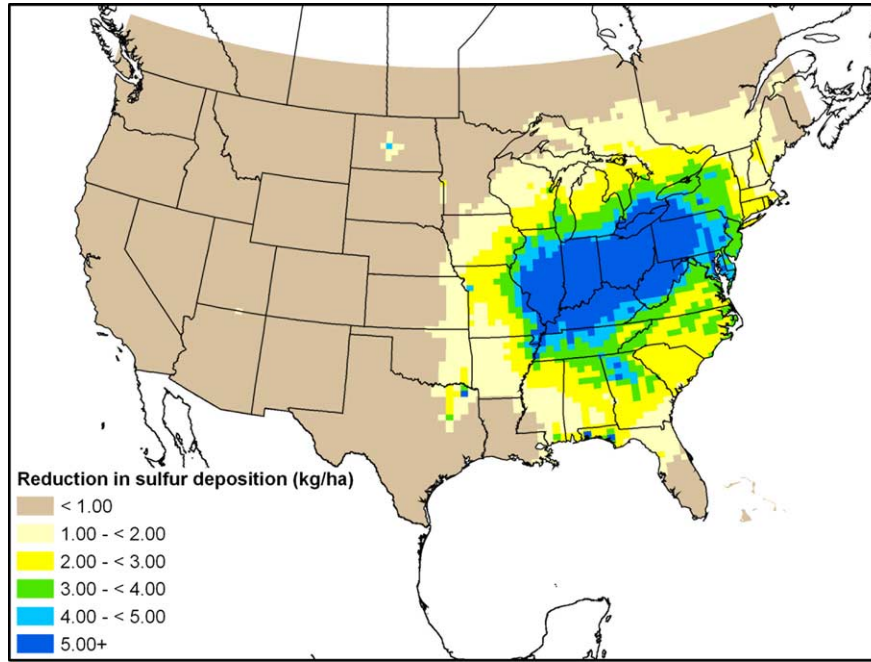 Reduction in sulfur deposition (kg/ha)
< 1.00
1.00 - < 2.00
2.00 - < 3.00
3.00 - < 4.00
4.00 - < 5.00
5.00+